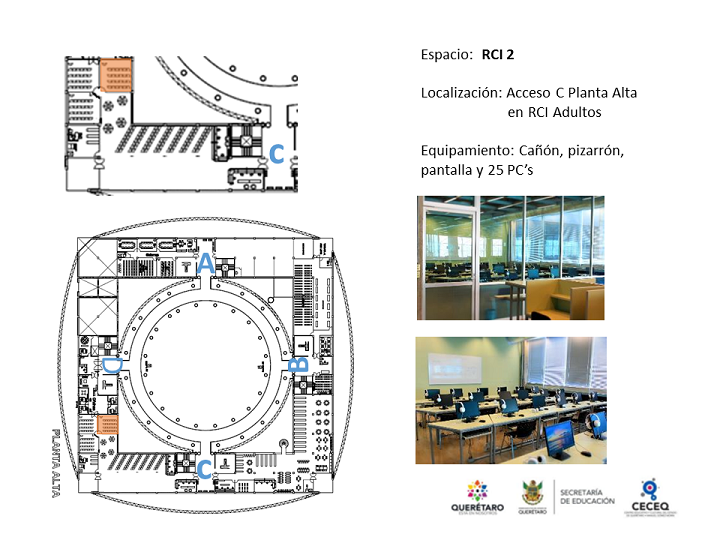 Espacio: RCI 2
Localización: Acceso C Planta Alta
en RCI Adultos
Equipamiento: Cañón, pizarrón,
pantalla y 25 PC’s
C
A
D
B
C
PLANTA ALTA
QUERÉTARO
QUERÉTARO
SECRETARÍA
DE EDUCACIÓN
CECEQ